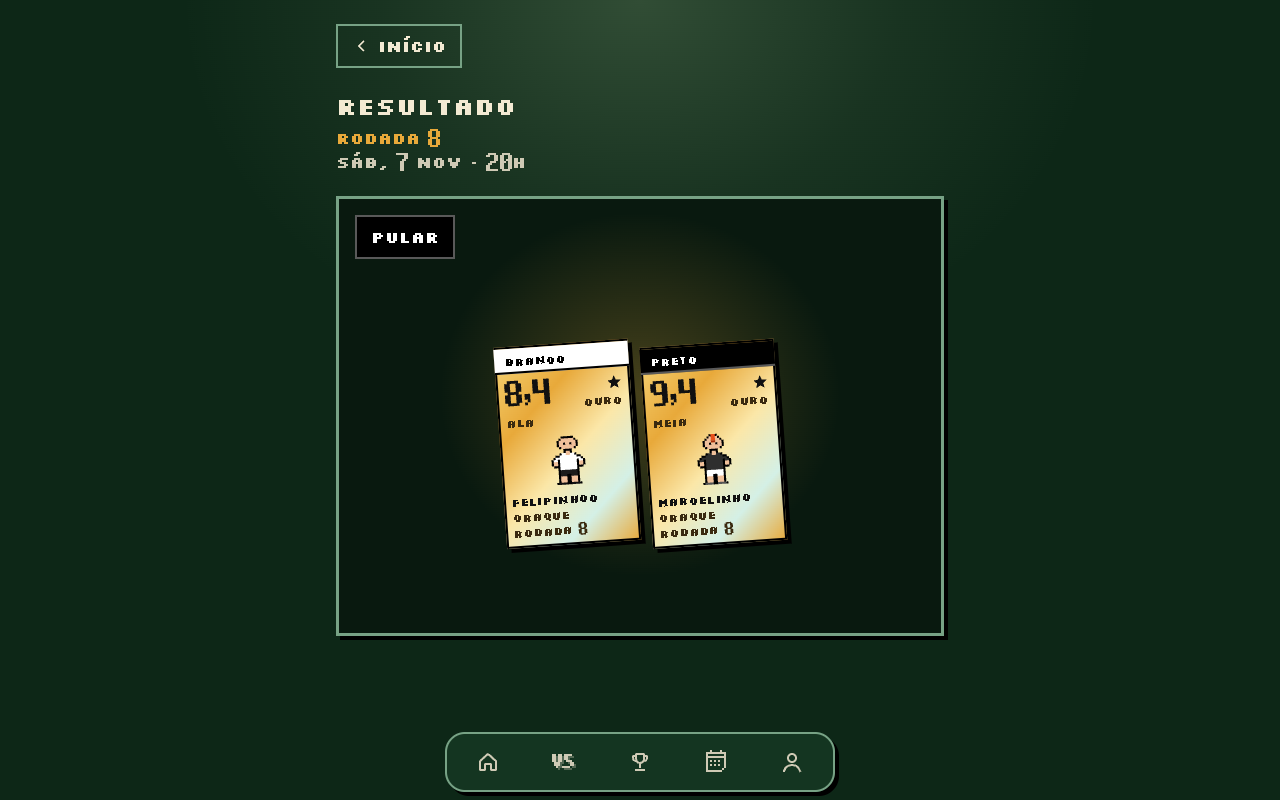 INÍCIO
RESULTADO
RODADA 8
SÁB, 7 NOV · 20H
PULAR
BRANCO
8,4
OURO
ALA
FELIPINHOO
CRAQUE
RODADA 8
PRETO
9,4
OURO
MEIA
MARCELINHO
CRAQUE
RODADA 8
VS